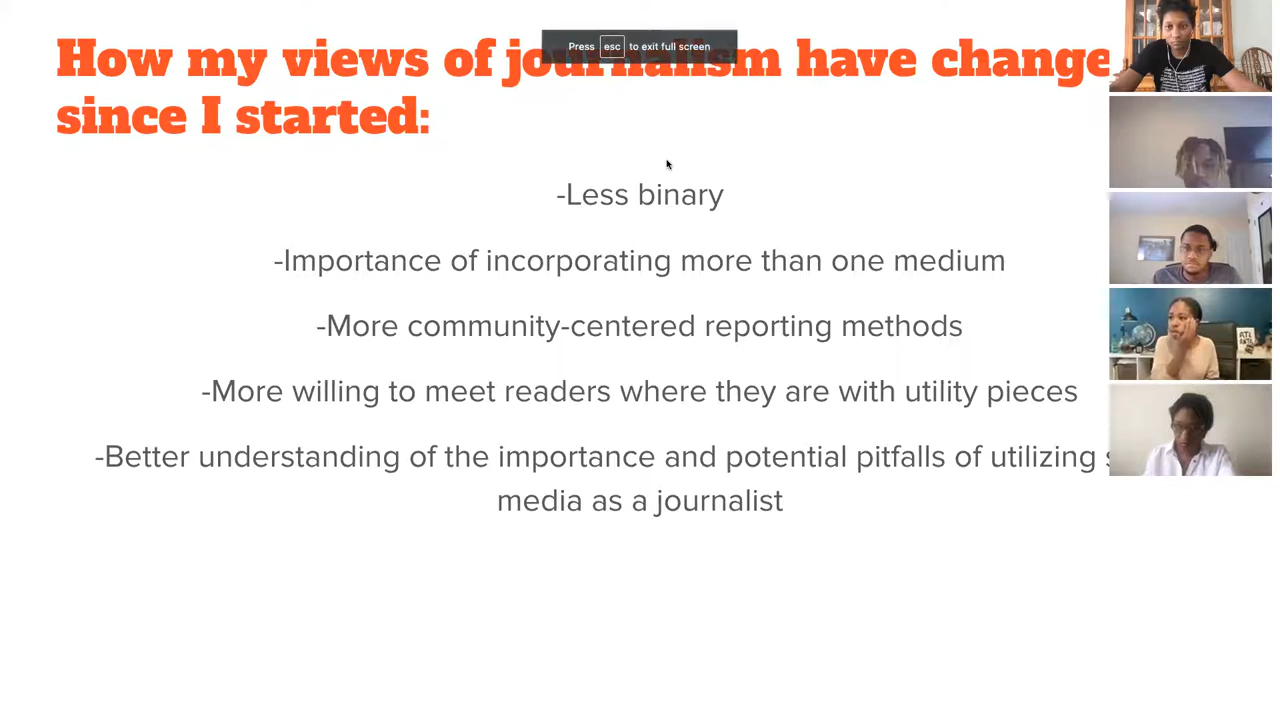 How my views of journalism have change
since I started:
Press esc to exit full screen
-Less binary
-Importance of incorporating more than one medium
-More community-centered reporting methods
-More willing to meet readers where they are with utility pieces
-Better understanding of the importance and potential pitfalls of utilizing
media as a journalist